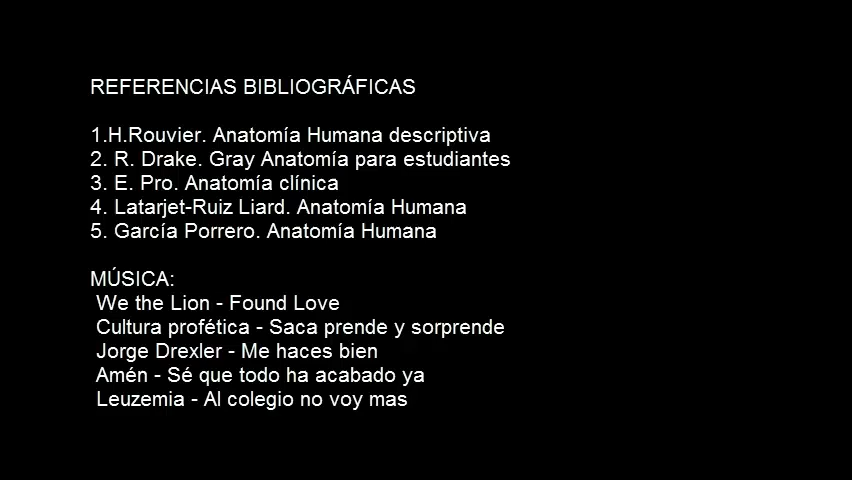 REFERENCIAS BIBLIOGRÁFICAS
1.H.Rouvier. Anatomía Humana descriptiva
2. R. Drake. Gray Anatomía para estudiantes
3. E. Pro. Anatomía clínica
4. Latarjet-Ruiz Liard. Anatomía Humana
5. García Porrero. Anatomía Humana
MÚSICA:
We the Lion - Found Love
Cultura profética - Saca prende y sorprende
Jorge Drexler - Me haces bien
Amén - Sé que todo ha acabado ya
Leuzemia - Al colegio no voy mas